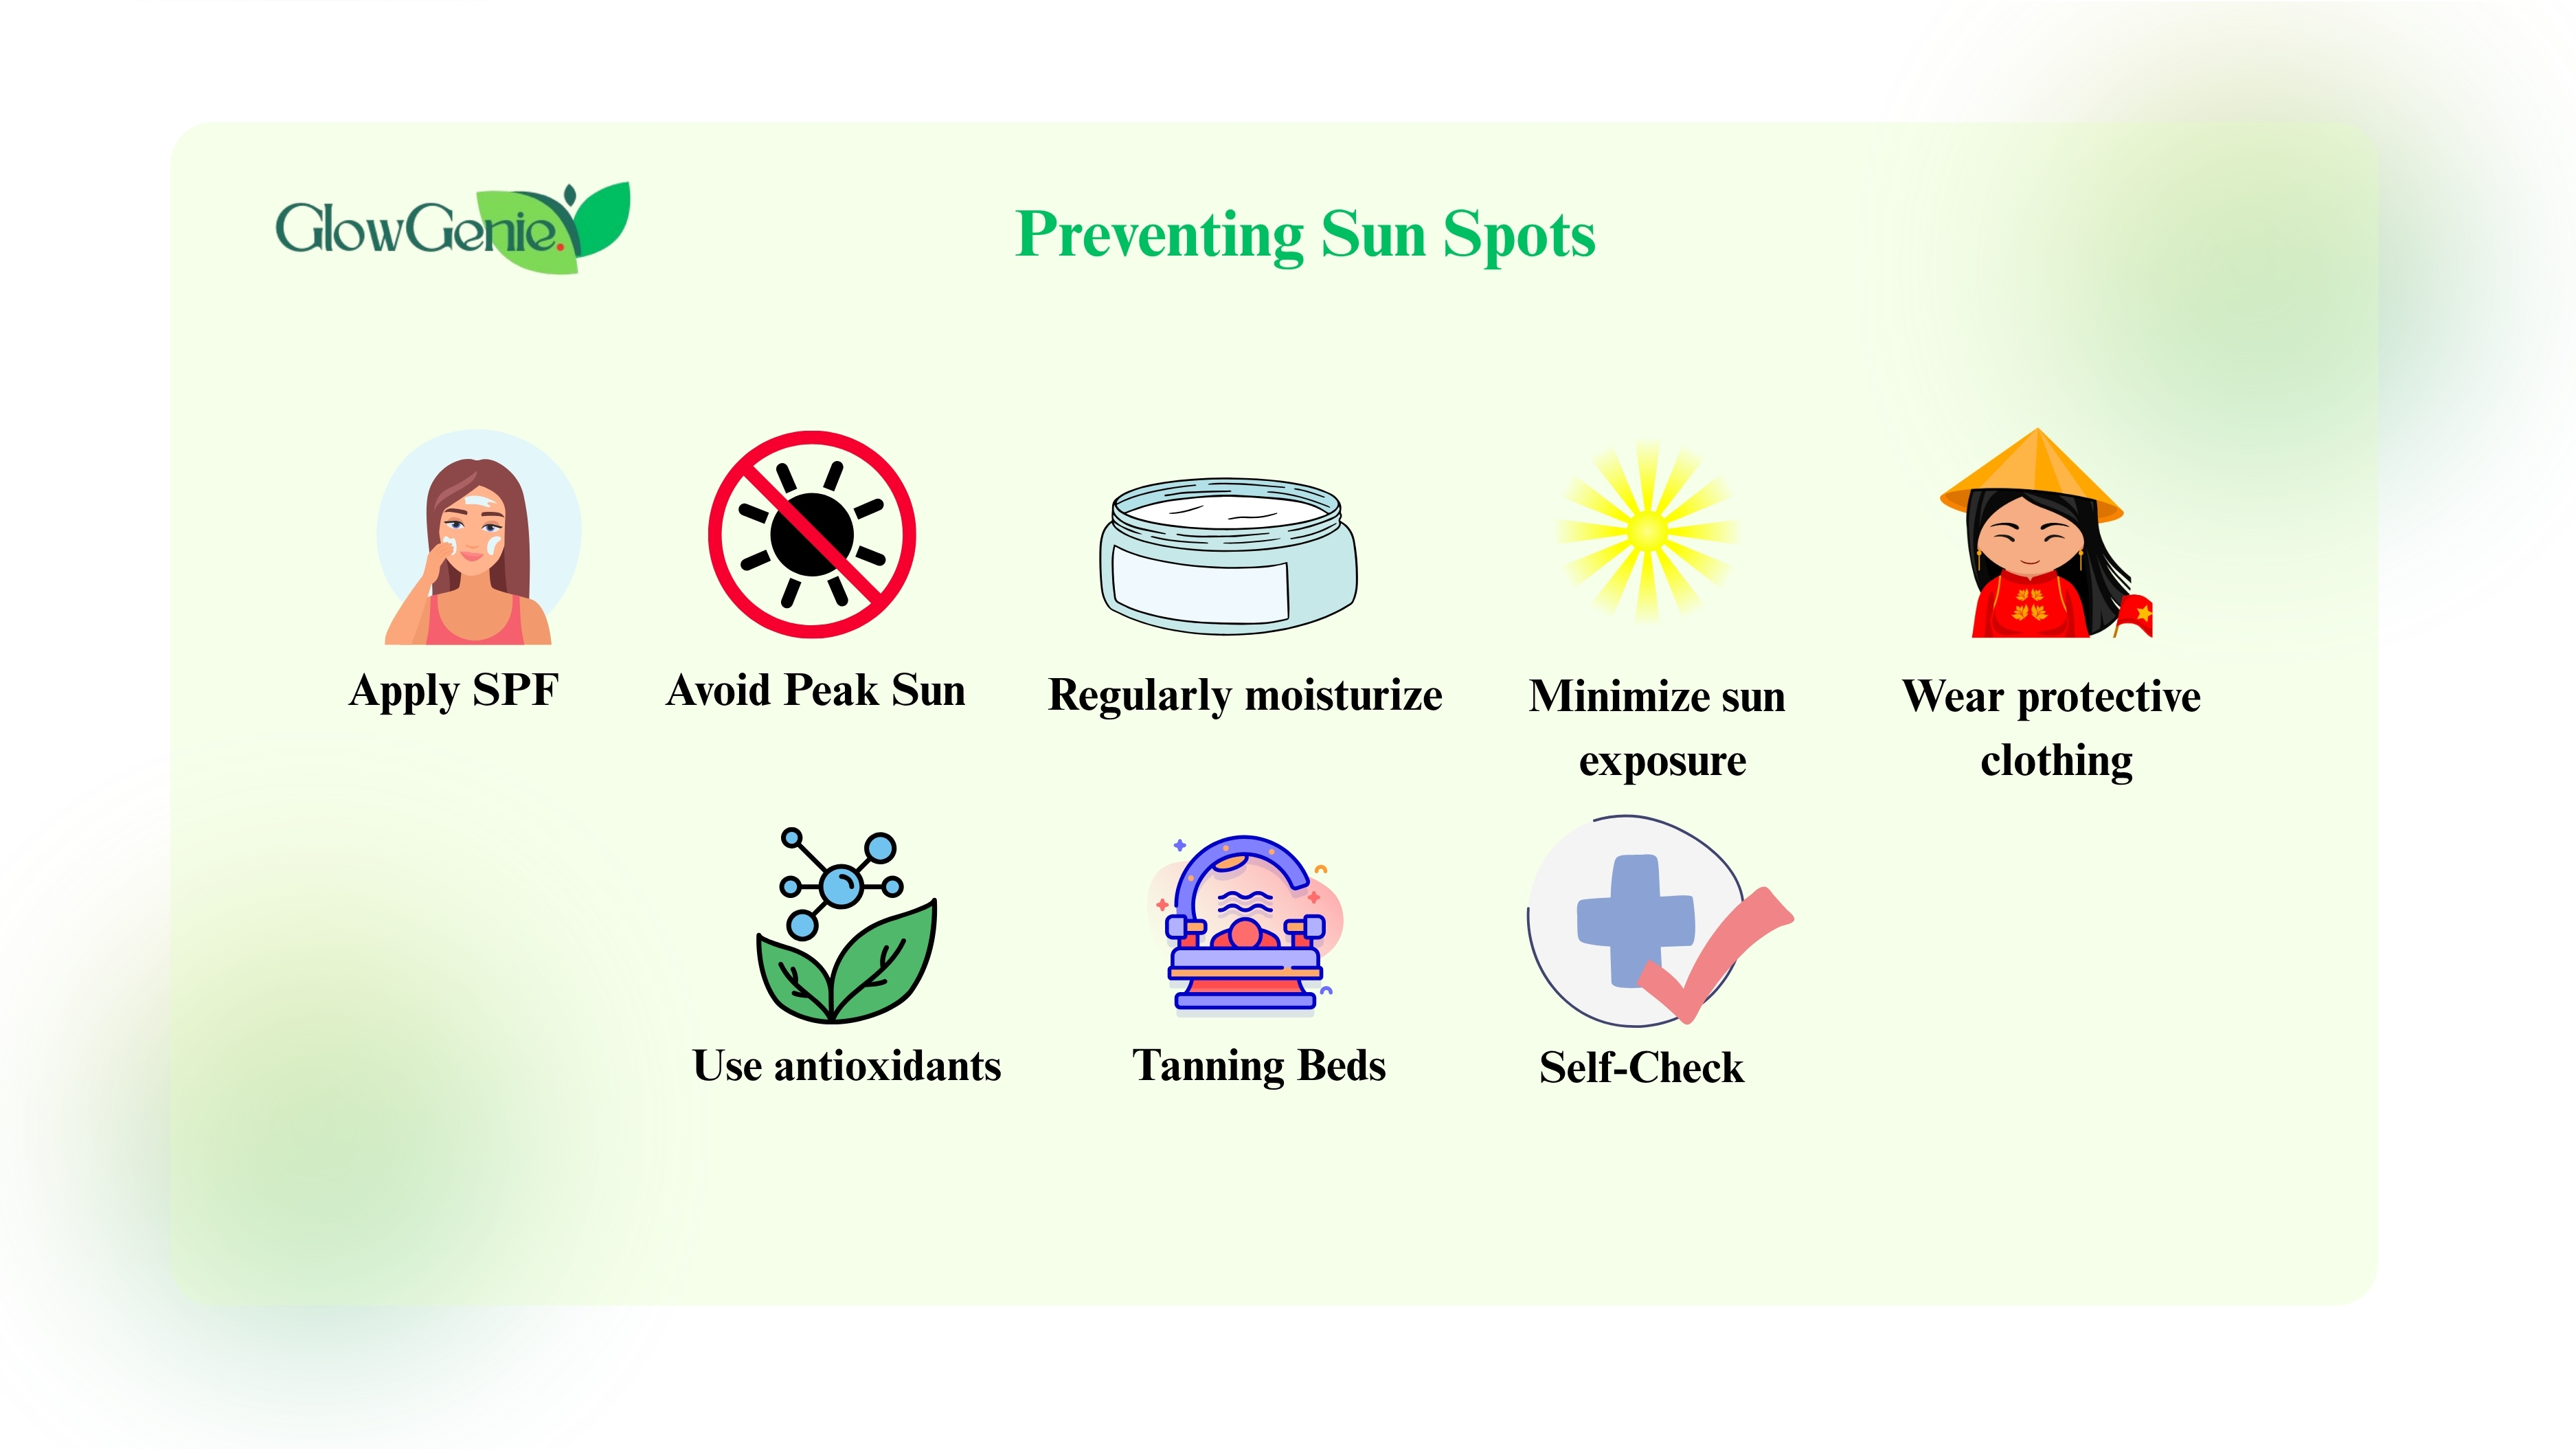 GlowGenie.
Preventing Sun Spots
Apply SPF
Avoid Peak Sun
Regularly moisturize
Minimize sun
exposure
Wear protective
clothing
Use antioxidants
Tanning Beds
Self-Check